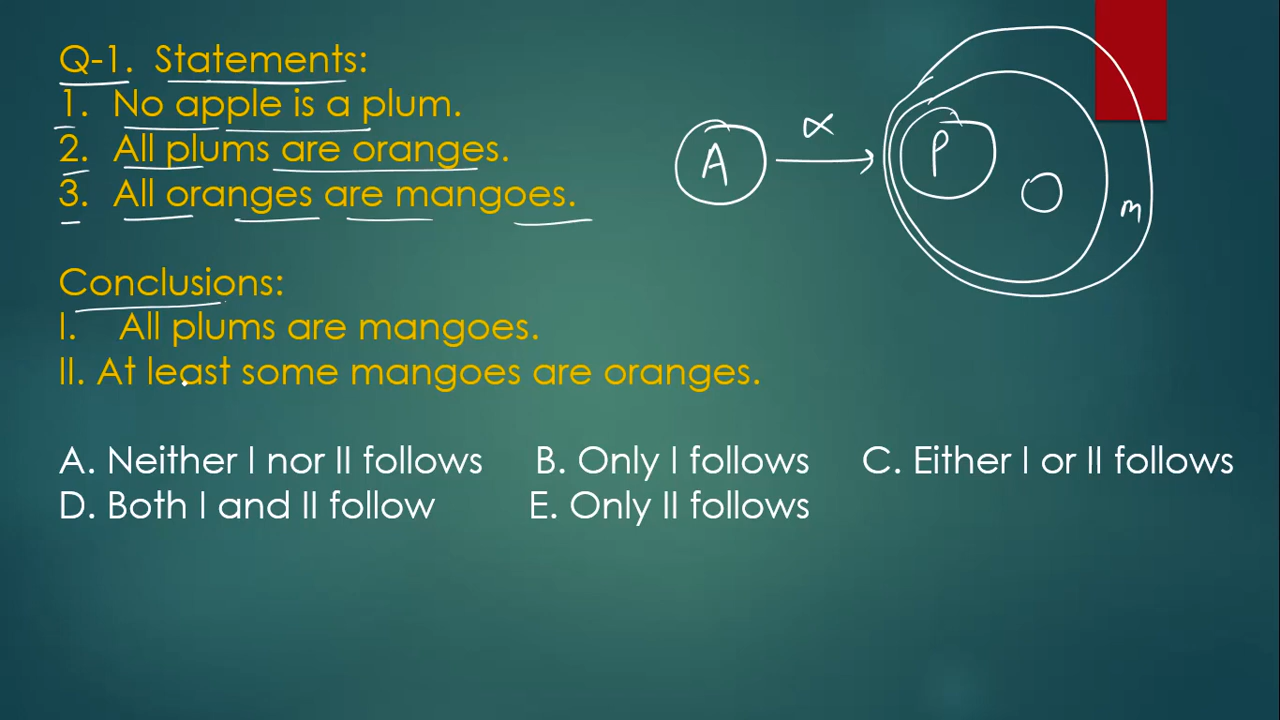 Q-1. Statements:
1. No apple is a plum.
2. All plums are oranges.
3. All oranges are mangoes.
Conclusions:
I. All plums are mangoes.
II. At least some mangoes are oranges.
A. Neither I nor II follows B. Only I follows C. Either I or II follows
D. Both I and II follow E. Only II follows
A α P O m